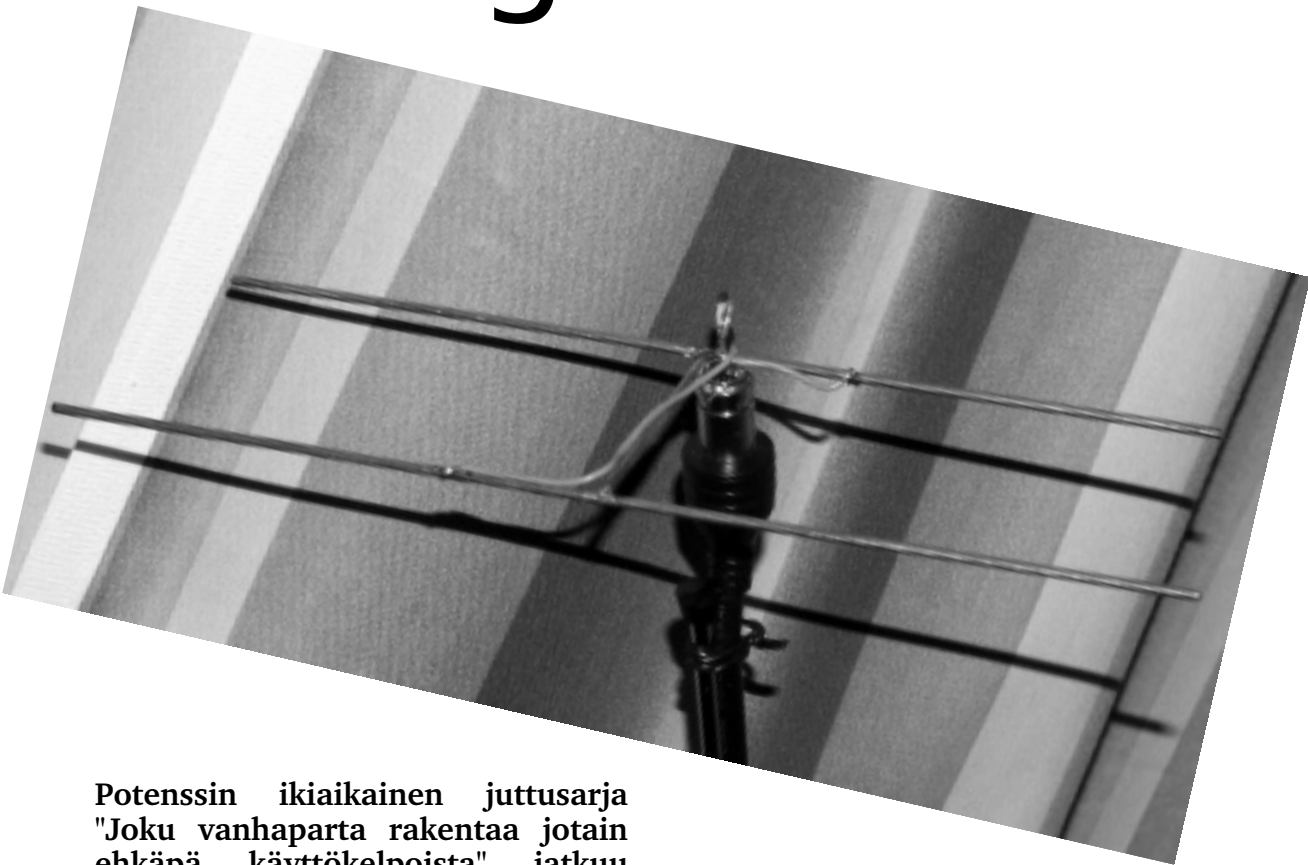 Potenssin ikiaikainen juttusarja
"Joku vanhaparta rakentaa jotain
ehkäpä käyttökelpoista" jatkuu